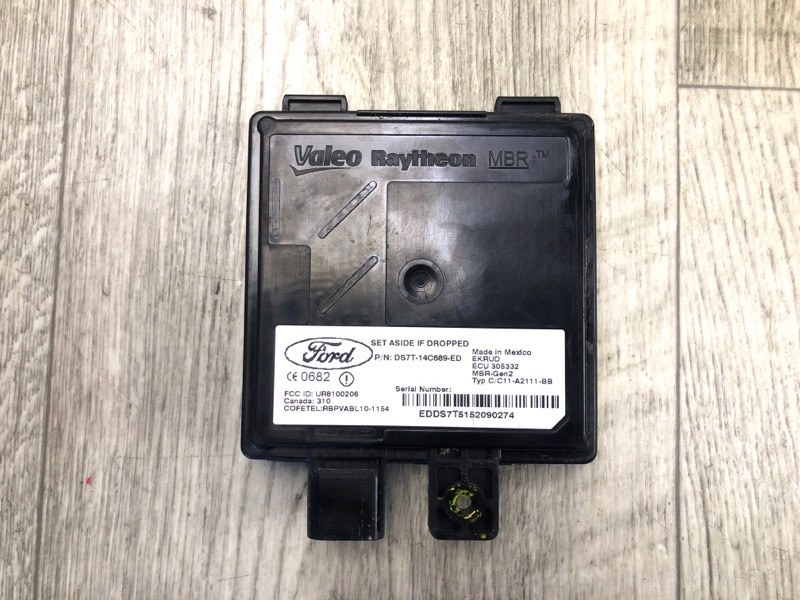 Valeo Raytheon MBR™
Ford
SET ASIDE IF DROPPED
P/N: DS7T-14C689-ED
Made in Mexico
EKRUD
ECU 305332
MBR-Gen2
Typ C/C11-A2111-BB
CE 0682
FCC ID: UR8100206
Canada: 310
COFETEL:RBPVABL10-1154
Serial Number:
EDDS7T5152090274